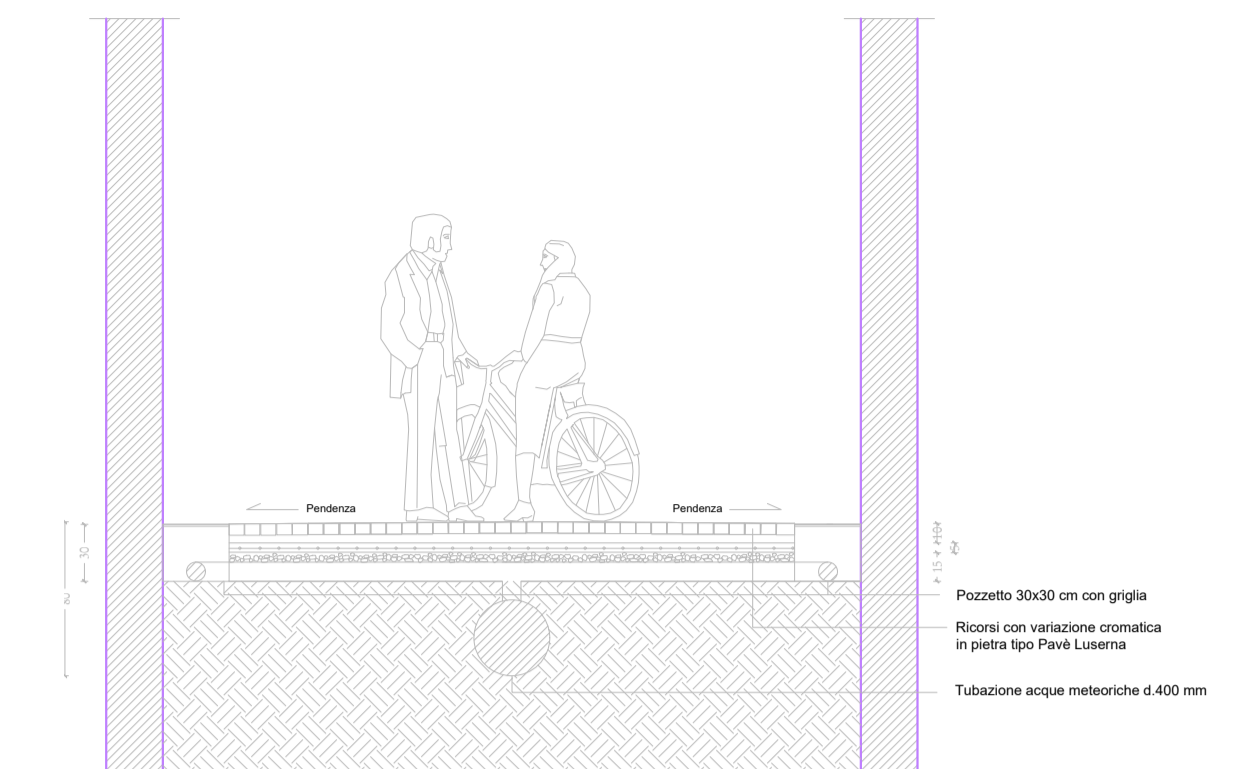 Pendenza
Pendenza
30
15
10
Pozzetto 30x30 cm con griglia
Ricorsi con variazione cromatica
in pietra tipo Pavè Luserna
Tubazione acque meteoriche d.400 mm